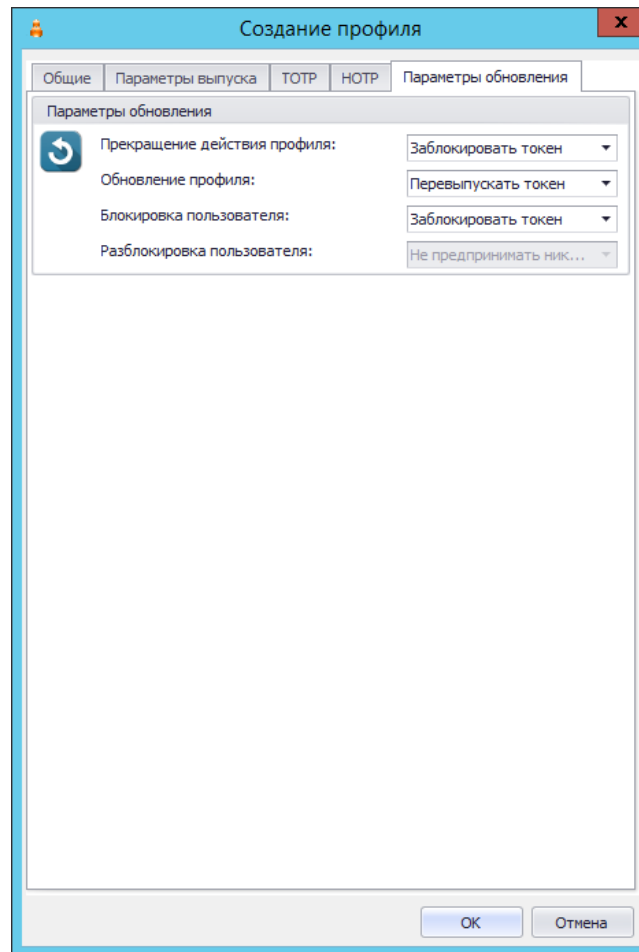 Создание профиля
x
Общие Параметры выпуска TOTP HOTP Параметры обновления
Параметры обновления
Прекращение действия профиля: Заблокировать токен
Обновление профиля: Перевыпускать токен
Блокировка пользователя: Заблокировать токен
Разблокировка пользователя: Не предпринимать ник...
OK Отмена